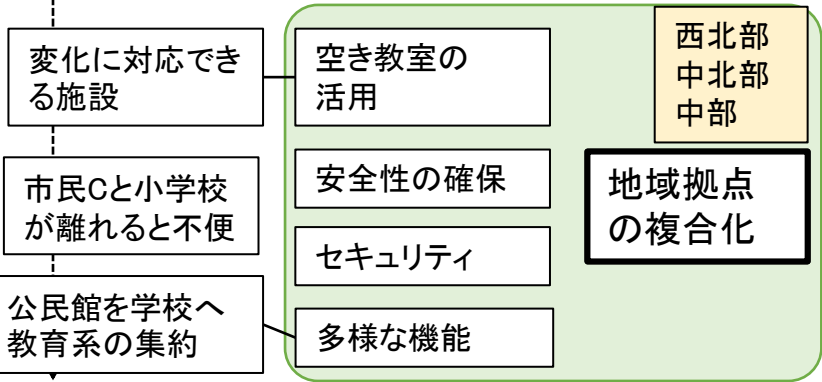 変化に対応でき
る施設
市民Cと小学校
が離れると不便
公民館を学校へ
教育系の集約
空き教室の
活用
安全性の確保
セキュリティ
多様な機能
西北部
中北部
中部
地域拠点
の複合化